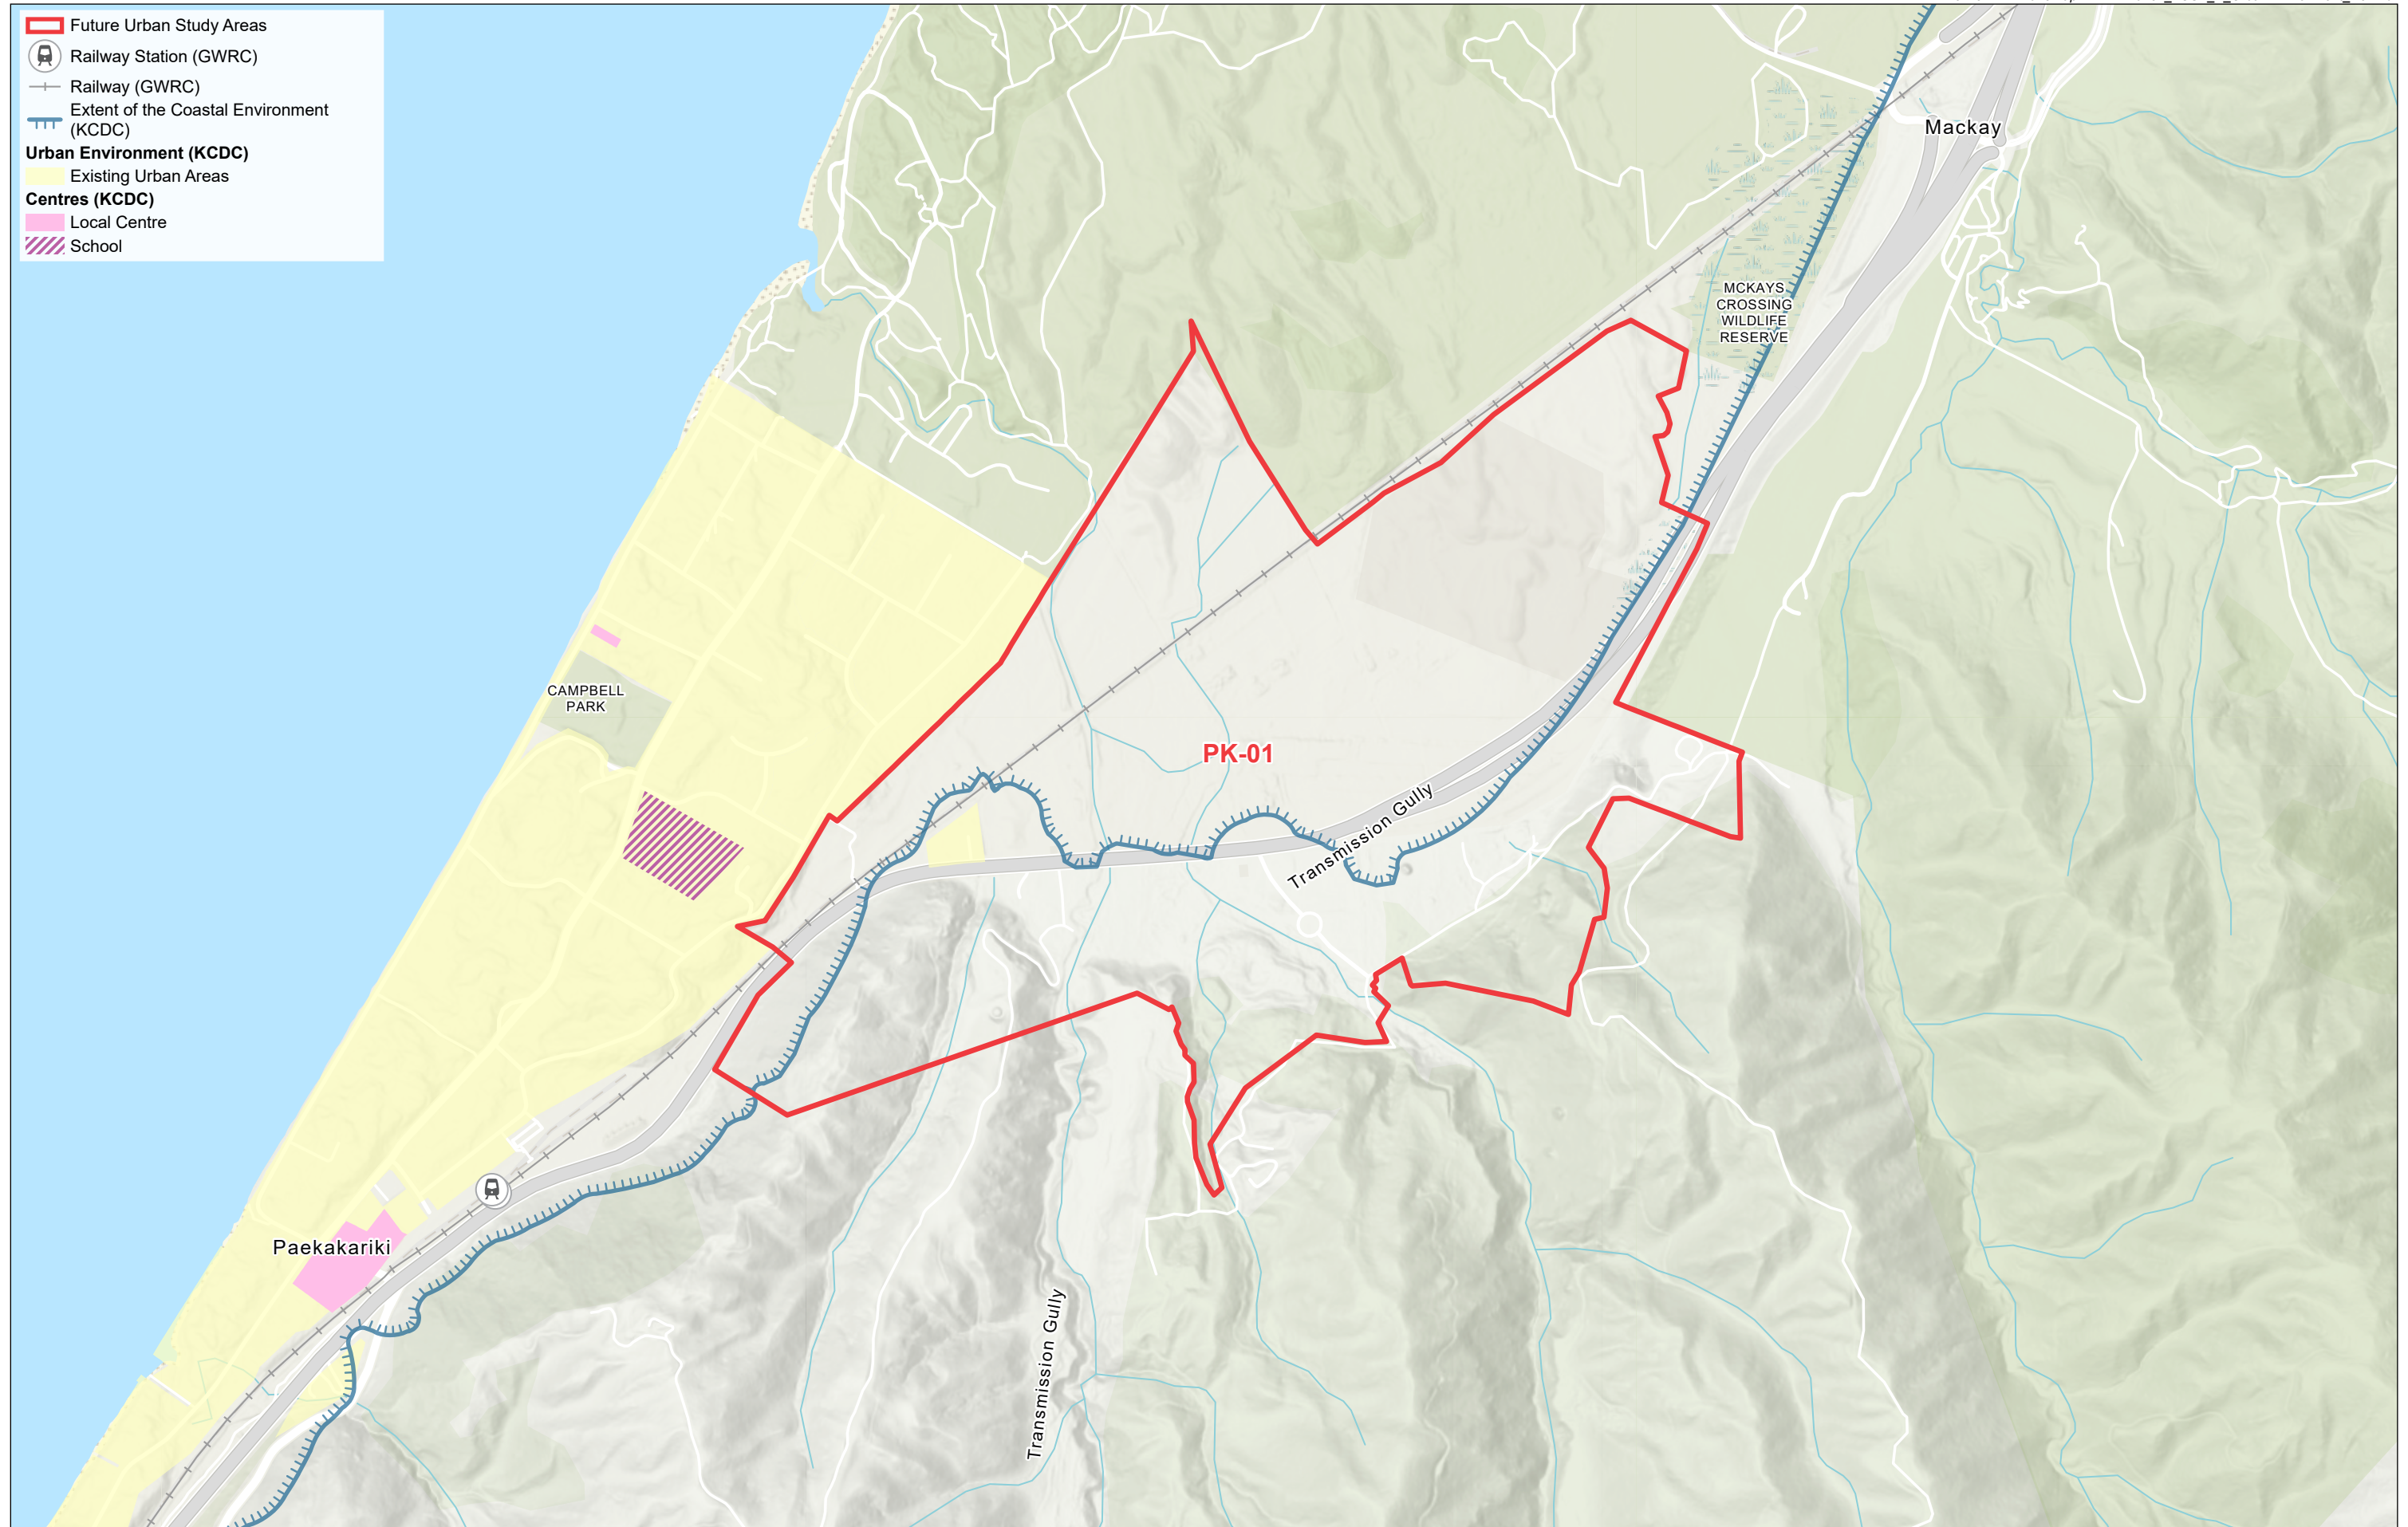 Future Urban Study Areas
Railway Station (GWRC)
Railway (GWRC)
Extent of the Coastal Environment
(KCDC)
Urban Environment (KCDC)
Existing Urban Areas
Centres (KCDC)
Local Centre
School
Mackay
MCKAYS
CROSSING
WILDLIFE
RESERVE
CAMPBELL
PARK
PK-01
Transmission Gully
Paekakariki
Transmission Gully